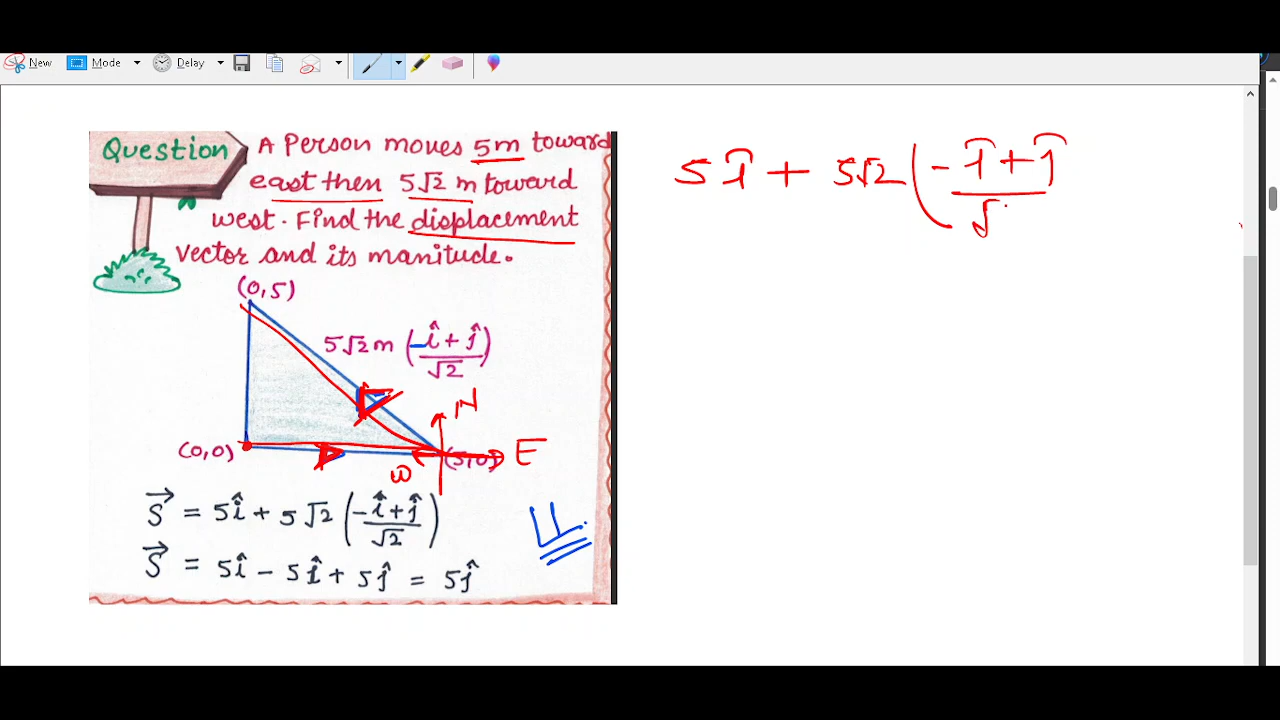 New Mode Delay
Question A Person moves 5m toward
east then 5√2 m toward
west. Find the displacement
vector and its manitude.
(0,5)
5√2 m (-î + ĵ)/√2
(0,0)
(5,0)
N
E
W
S⃗ = 5î + 5√2 (-î + ĵ / √2)
S⃗ = 5î - 5î + 5ĵ = 5ĵ
5î + 5√2 (-î + ĵ / √